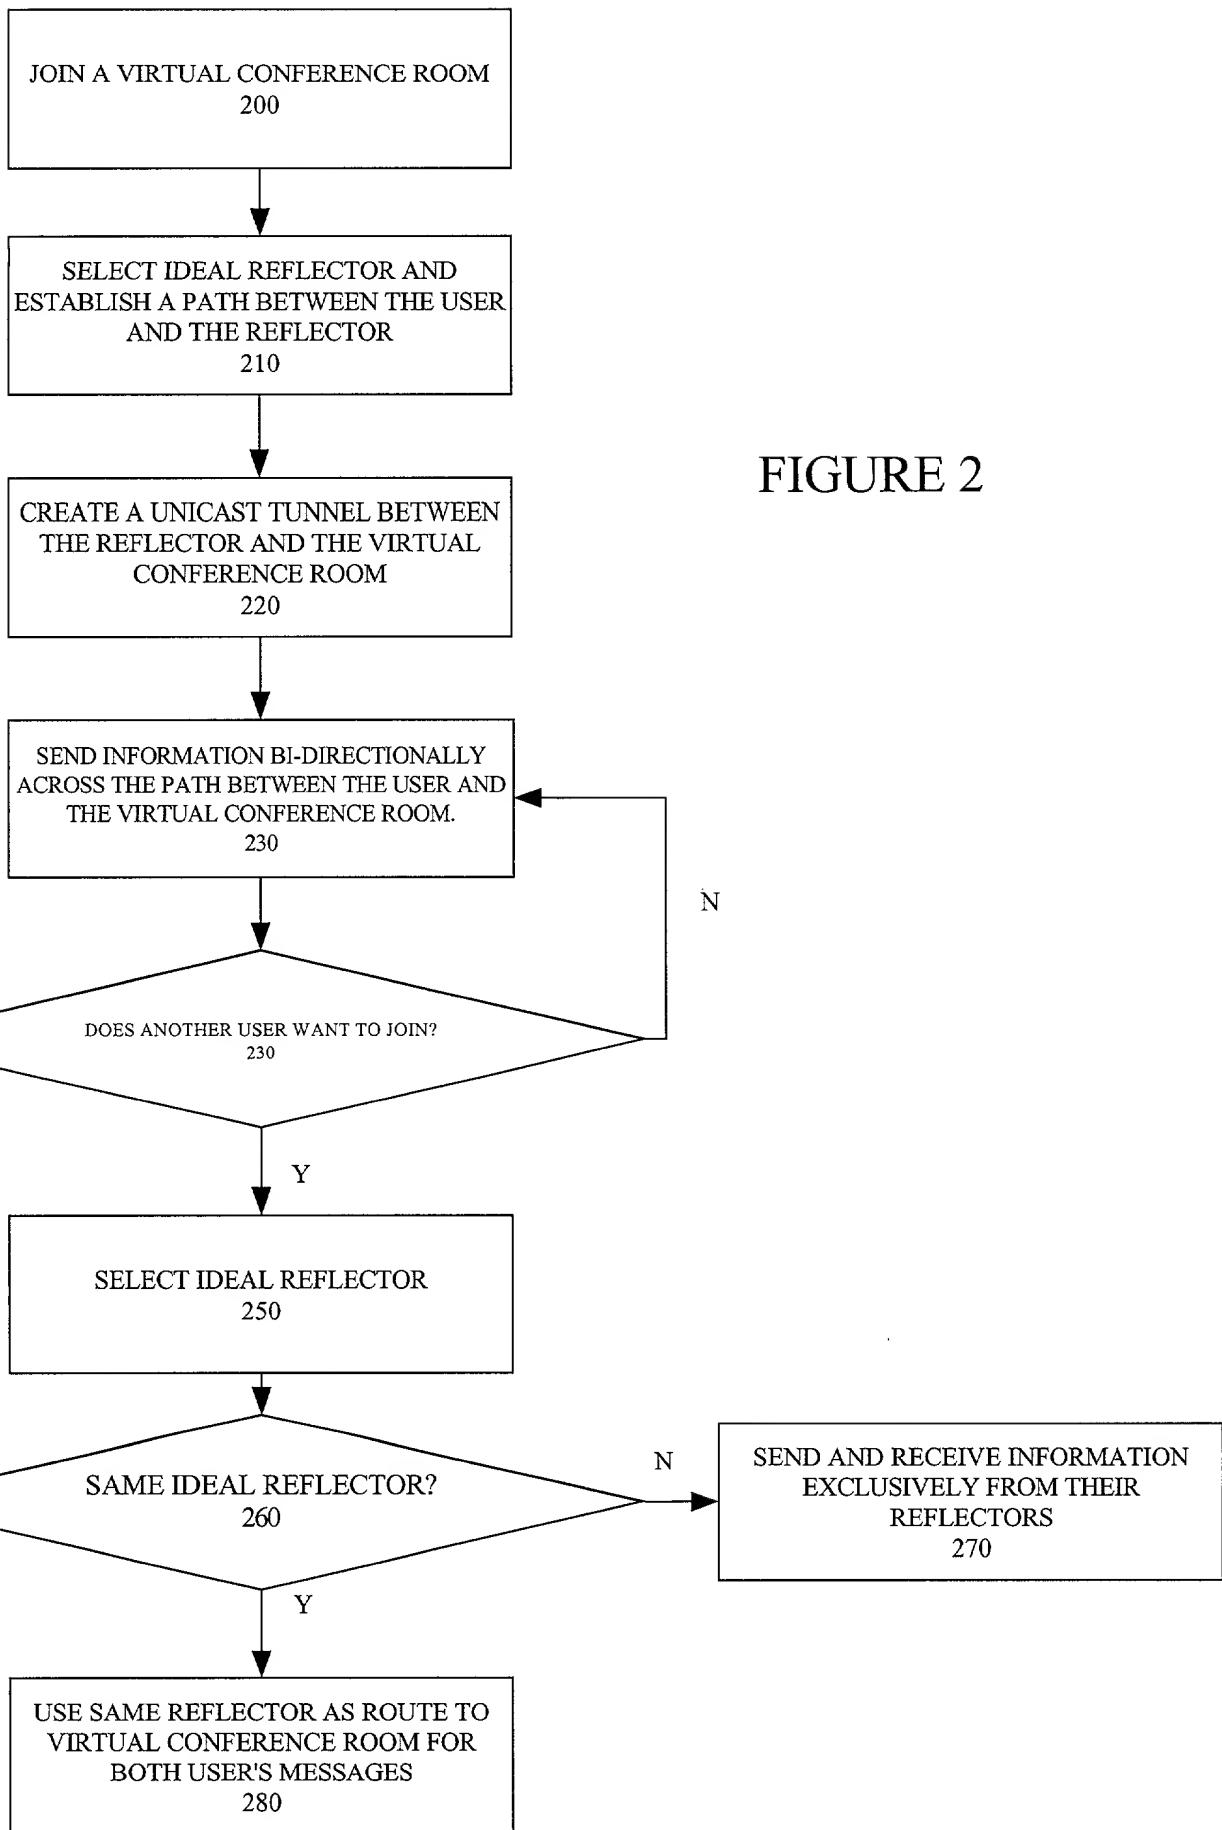 JOIN A VIRTUAL CONFERENCE ROOM
200
SELECT IDEAL REFLECTOR AND
ESTABLISH A PATH BETWEEN THE USER
AND THE REFLECTOR
210
FIGURE 2
CREATE A UNICAST TUNNEL BETWEEN
THE REFLECTOR AND THE VIRTUAL
CONFERENCE ROOM
220
SEND INFORMATION BI-DIRECTIONALLY
ACROSS THE PATH BETWEEN THE USER AND
THE VIRTUAL CONFERENCE ROOM.
230
N
DOES ANOTHER USER WANT TO JOIN?
230
Y
SELECT IDEAL REFLECTOR
250
SAME IDEAL REFLECTOR?
260
N
SEND AND RECEIVE INFORMATION
EXCLUSIVELY FROM THEIR
REFLECTORS
270
Y
USE SAME REFLECTOR AS ROUTE TO
VIRTUAL CONFERENCE ROOM FOR
BOTH USER'S MESSAGES
280